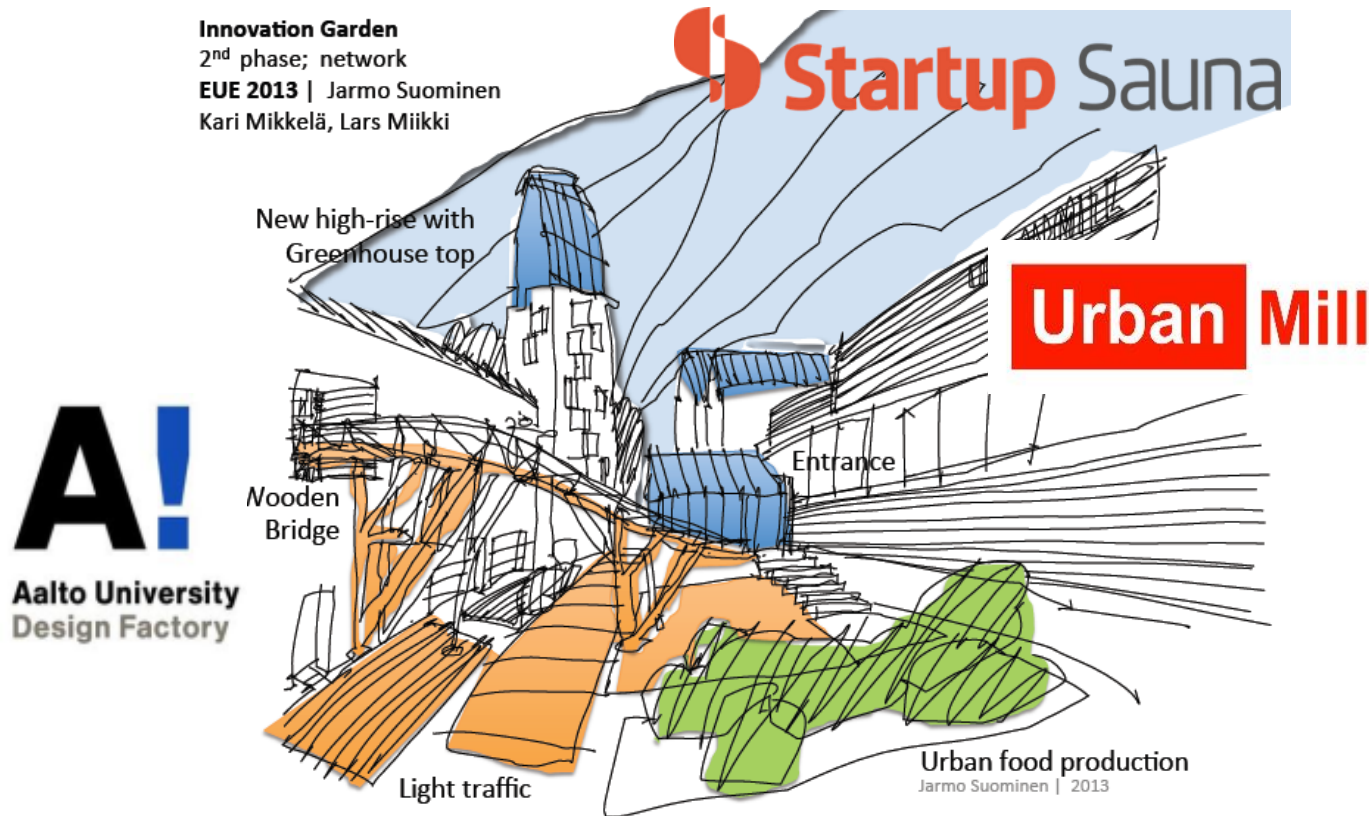 Innovation Garden
2nd phase; network
EUE 2013 | Jarmo Suominen
Kari Mikkelä, Lars Miikki
Startup Sauna
New high-rise with
Greenhouse top
Urban Mill
Entrance
Wooden
Bridge
A!
Aalto University
Design Factory
Light traffic
Urban food production
Jarmo Suominen | 2013